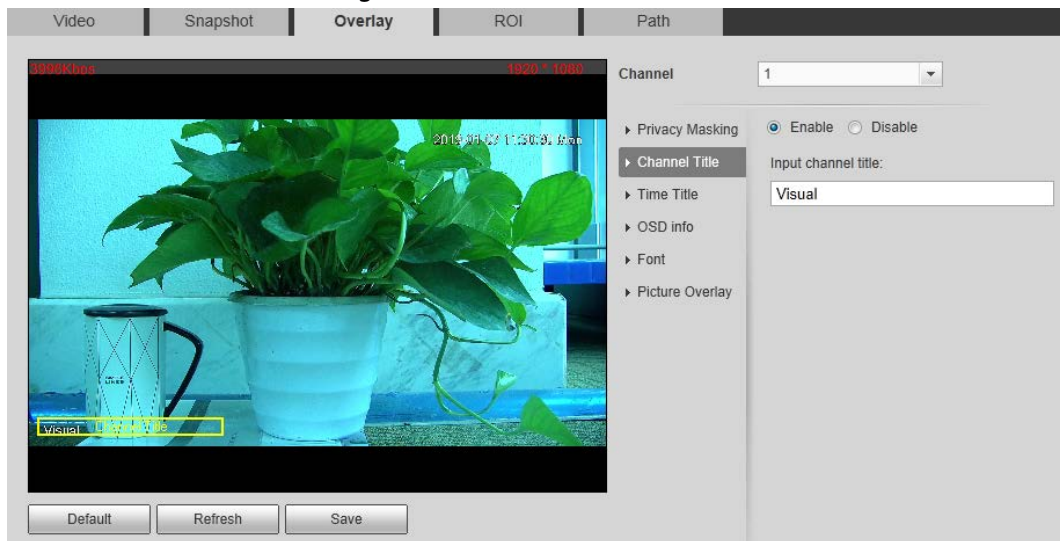 Video Snapshot Overlay ROI Path
3996Kbps 1920 * 1080
Channel 1
Privacy Masking
Enable Disable
Channel Title
Input channel title:
Visual
Time Title
OSD info
Font
Picture Overlay
Visual Channel Title
Default Refresh Save